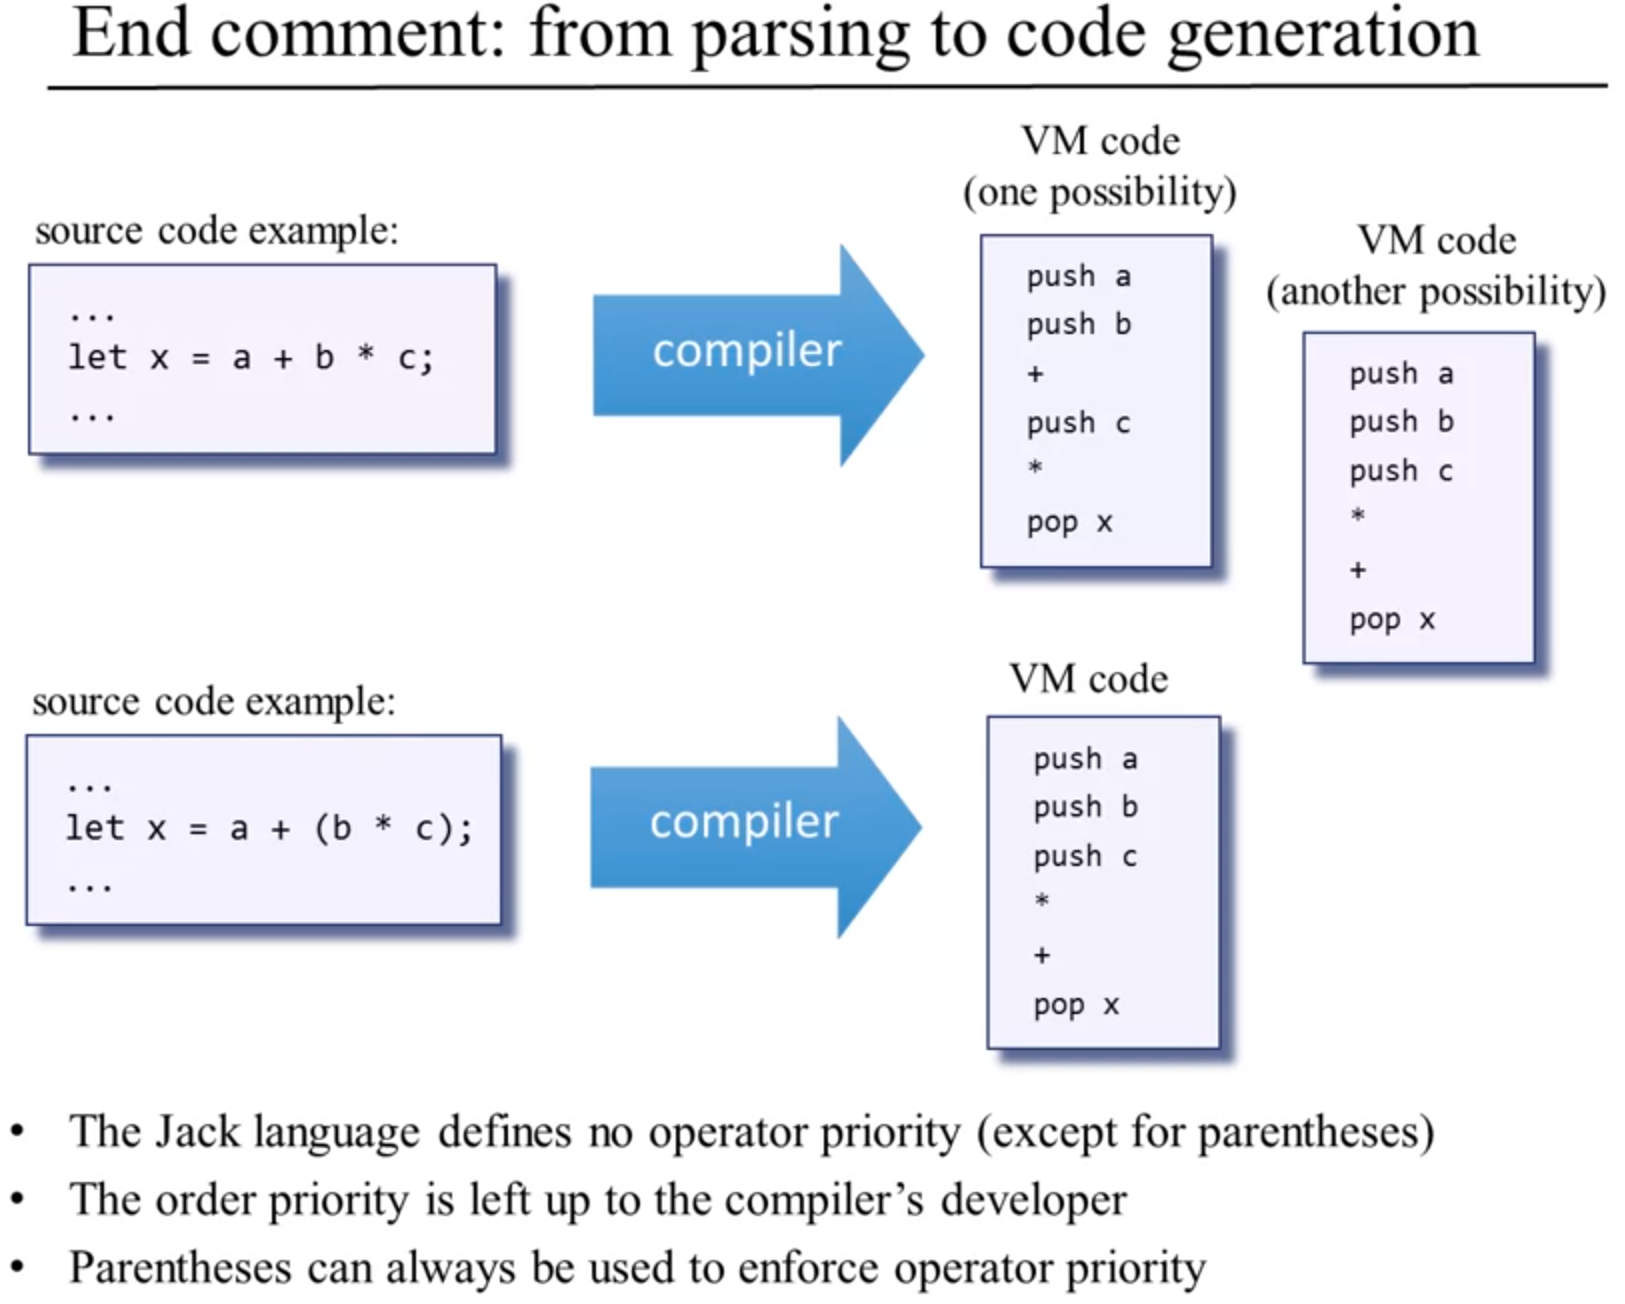 End comment: from parsing to code generation
source code example:
...
let x = a + b * c;
...
compiler
VM code
(one possibility)
push a
push b
+
push c
*
pop x
VM code
(another possibility)
push a
push b
push c
*
+
pop x
source code example:
...
let x = a + (b * c);
...
compiler
VM code
push a
push b
push c
*
+
pop x
• The Jack language defines no operator priority (except for parentheses)
• The order priority is left up to the compiler’s developer
• Parentheses can always be used to enforce operator priority